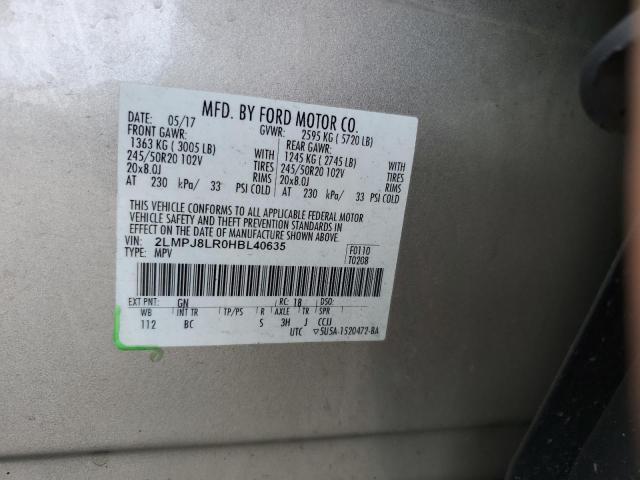 MFD. BY FORD MOTOR CO.
DATE: 05/17 GVWR: 2595 KG ( 5720 LB)
FRONT GAWR: REAR GAWR:
1363 KG ( 3005 LB) WITH 1245 KG ( 2745 LB) WITH
245/50R20 102V TIRES 245/50R20 102V TIRES
20x8.0J RIMS 20x8.0J RIMS
AT 230 kPa/ 33 PSI COLD AT 230 kPa/ 33 PSI COLD
THIS VEHICLE CONFORMS TO ALL APPLICABLE FEDERAL MOTOR
VEHICLE SAFETY AND THEFT PREVENTION STANDARDS IN
EFFECT ON THE DATE OF MANUFACTURE SHOWN ABOVE.
VIN: 2LMPJ8LR0HBL40635 F0110
TYPE: MPV T0208
EXT PNT: GN RC: 18 DSO:
WB INT TR TP/PS R AXLE TR SPR
112 BC S 3H J CCJJ
UTC ▽5U5A-1520472-BA